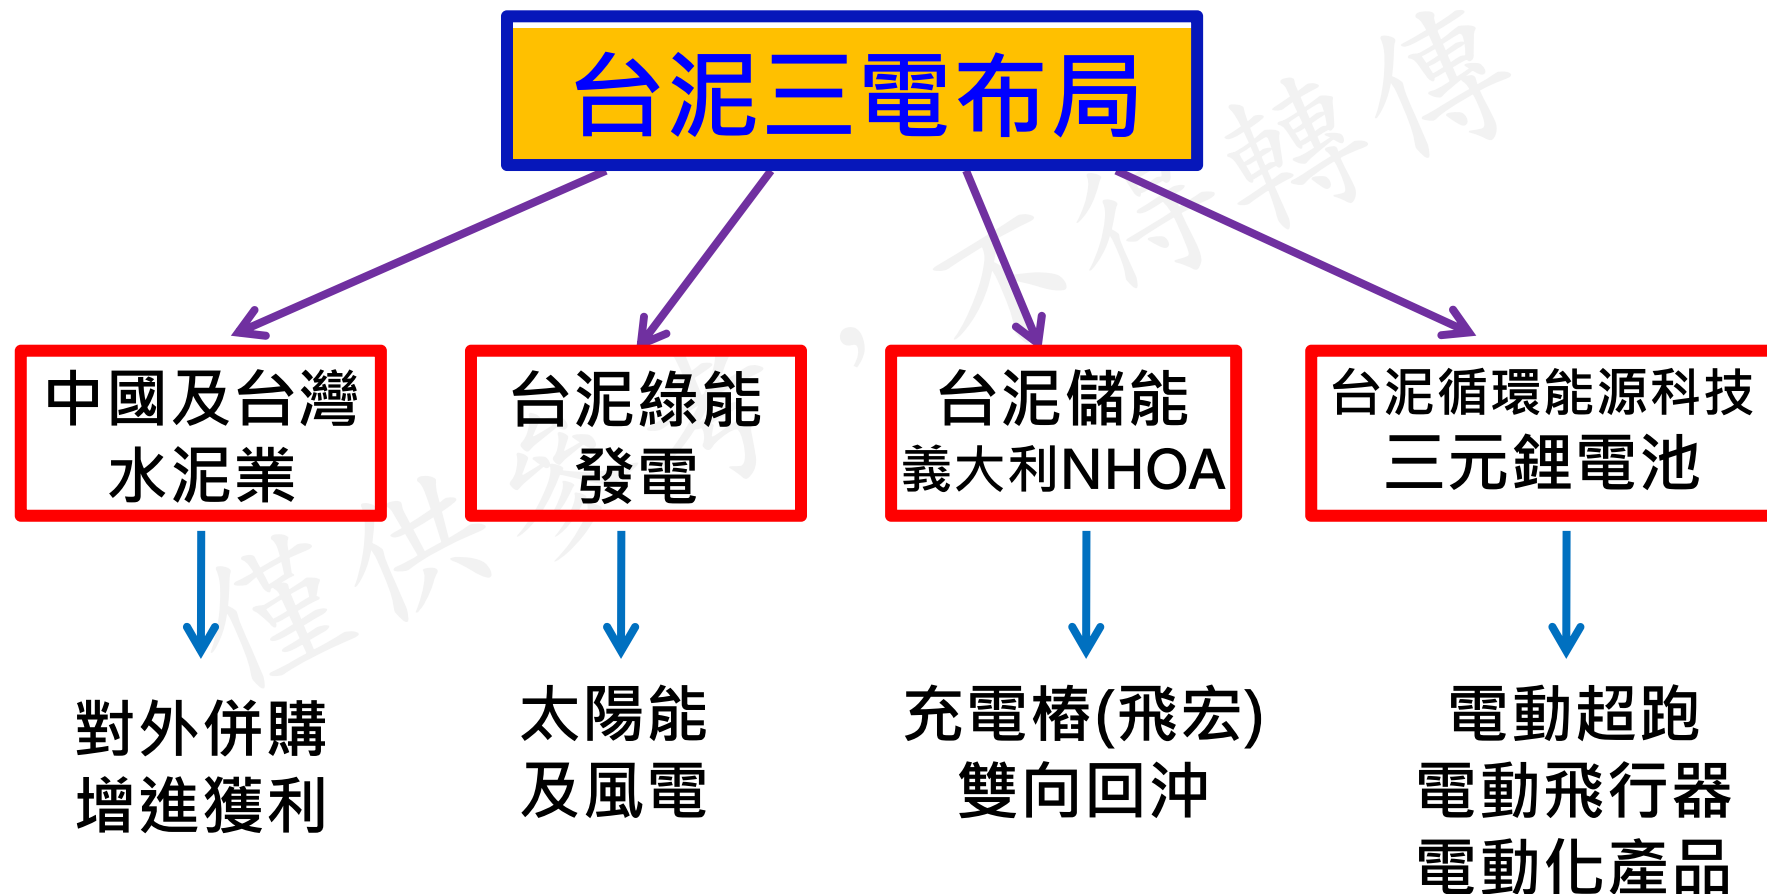 台泥三電布局
中國及台灣
水泥業
台泥綠能
發電
台泥儲能
義大利NHOA
台泥循環能源科技
三元鋰電池
對外併購
增進獲利
太陽能
及風電
充電樁(飛宏)
雙向回沖
電動超跑
電動飛行器
電動化產品
僅供參考，不得轉傳